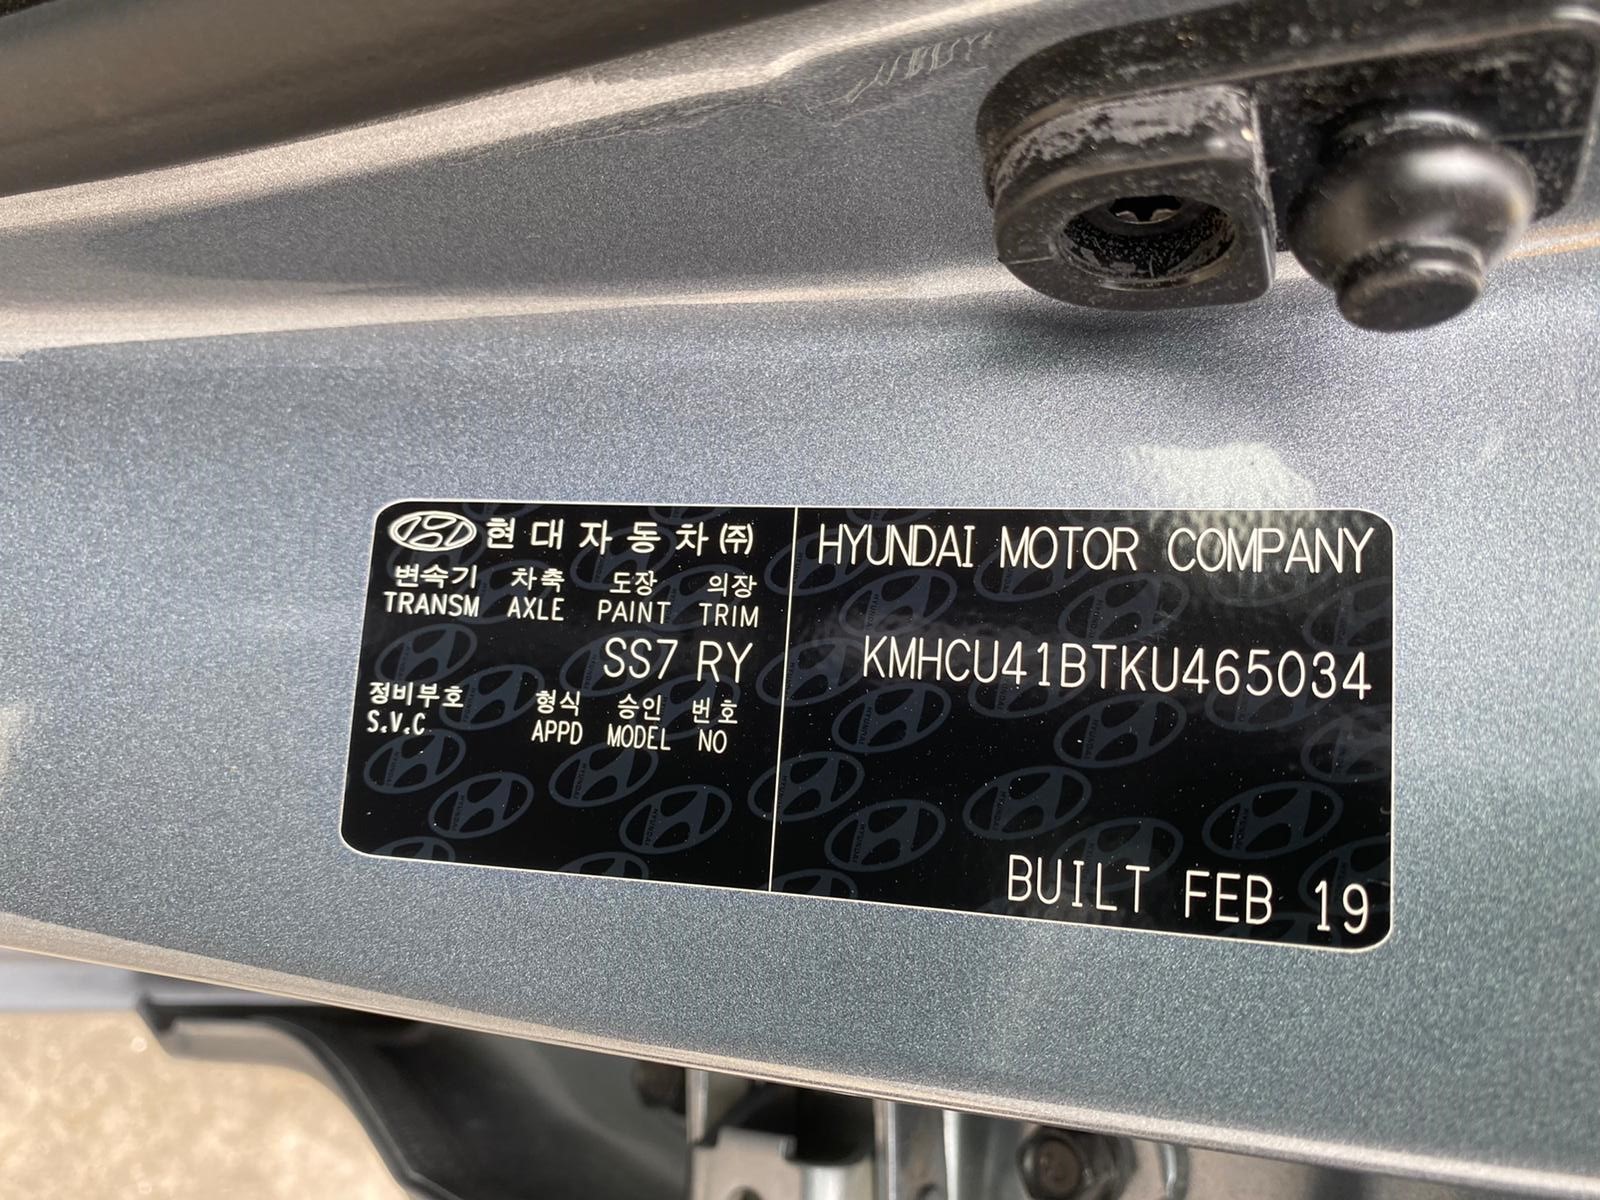 현대자동차(주)
변속기 차축 도장 의장
TRANSM AXLE PAINT TRIM
SS7 RY
정비부호 형식 승인 번호
S.V.C APPD MODEL NO
HYUNDAI MOTOR COMPANY
KMHCU41BTKU465034
BUILT FEB 19